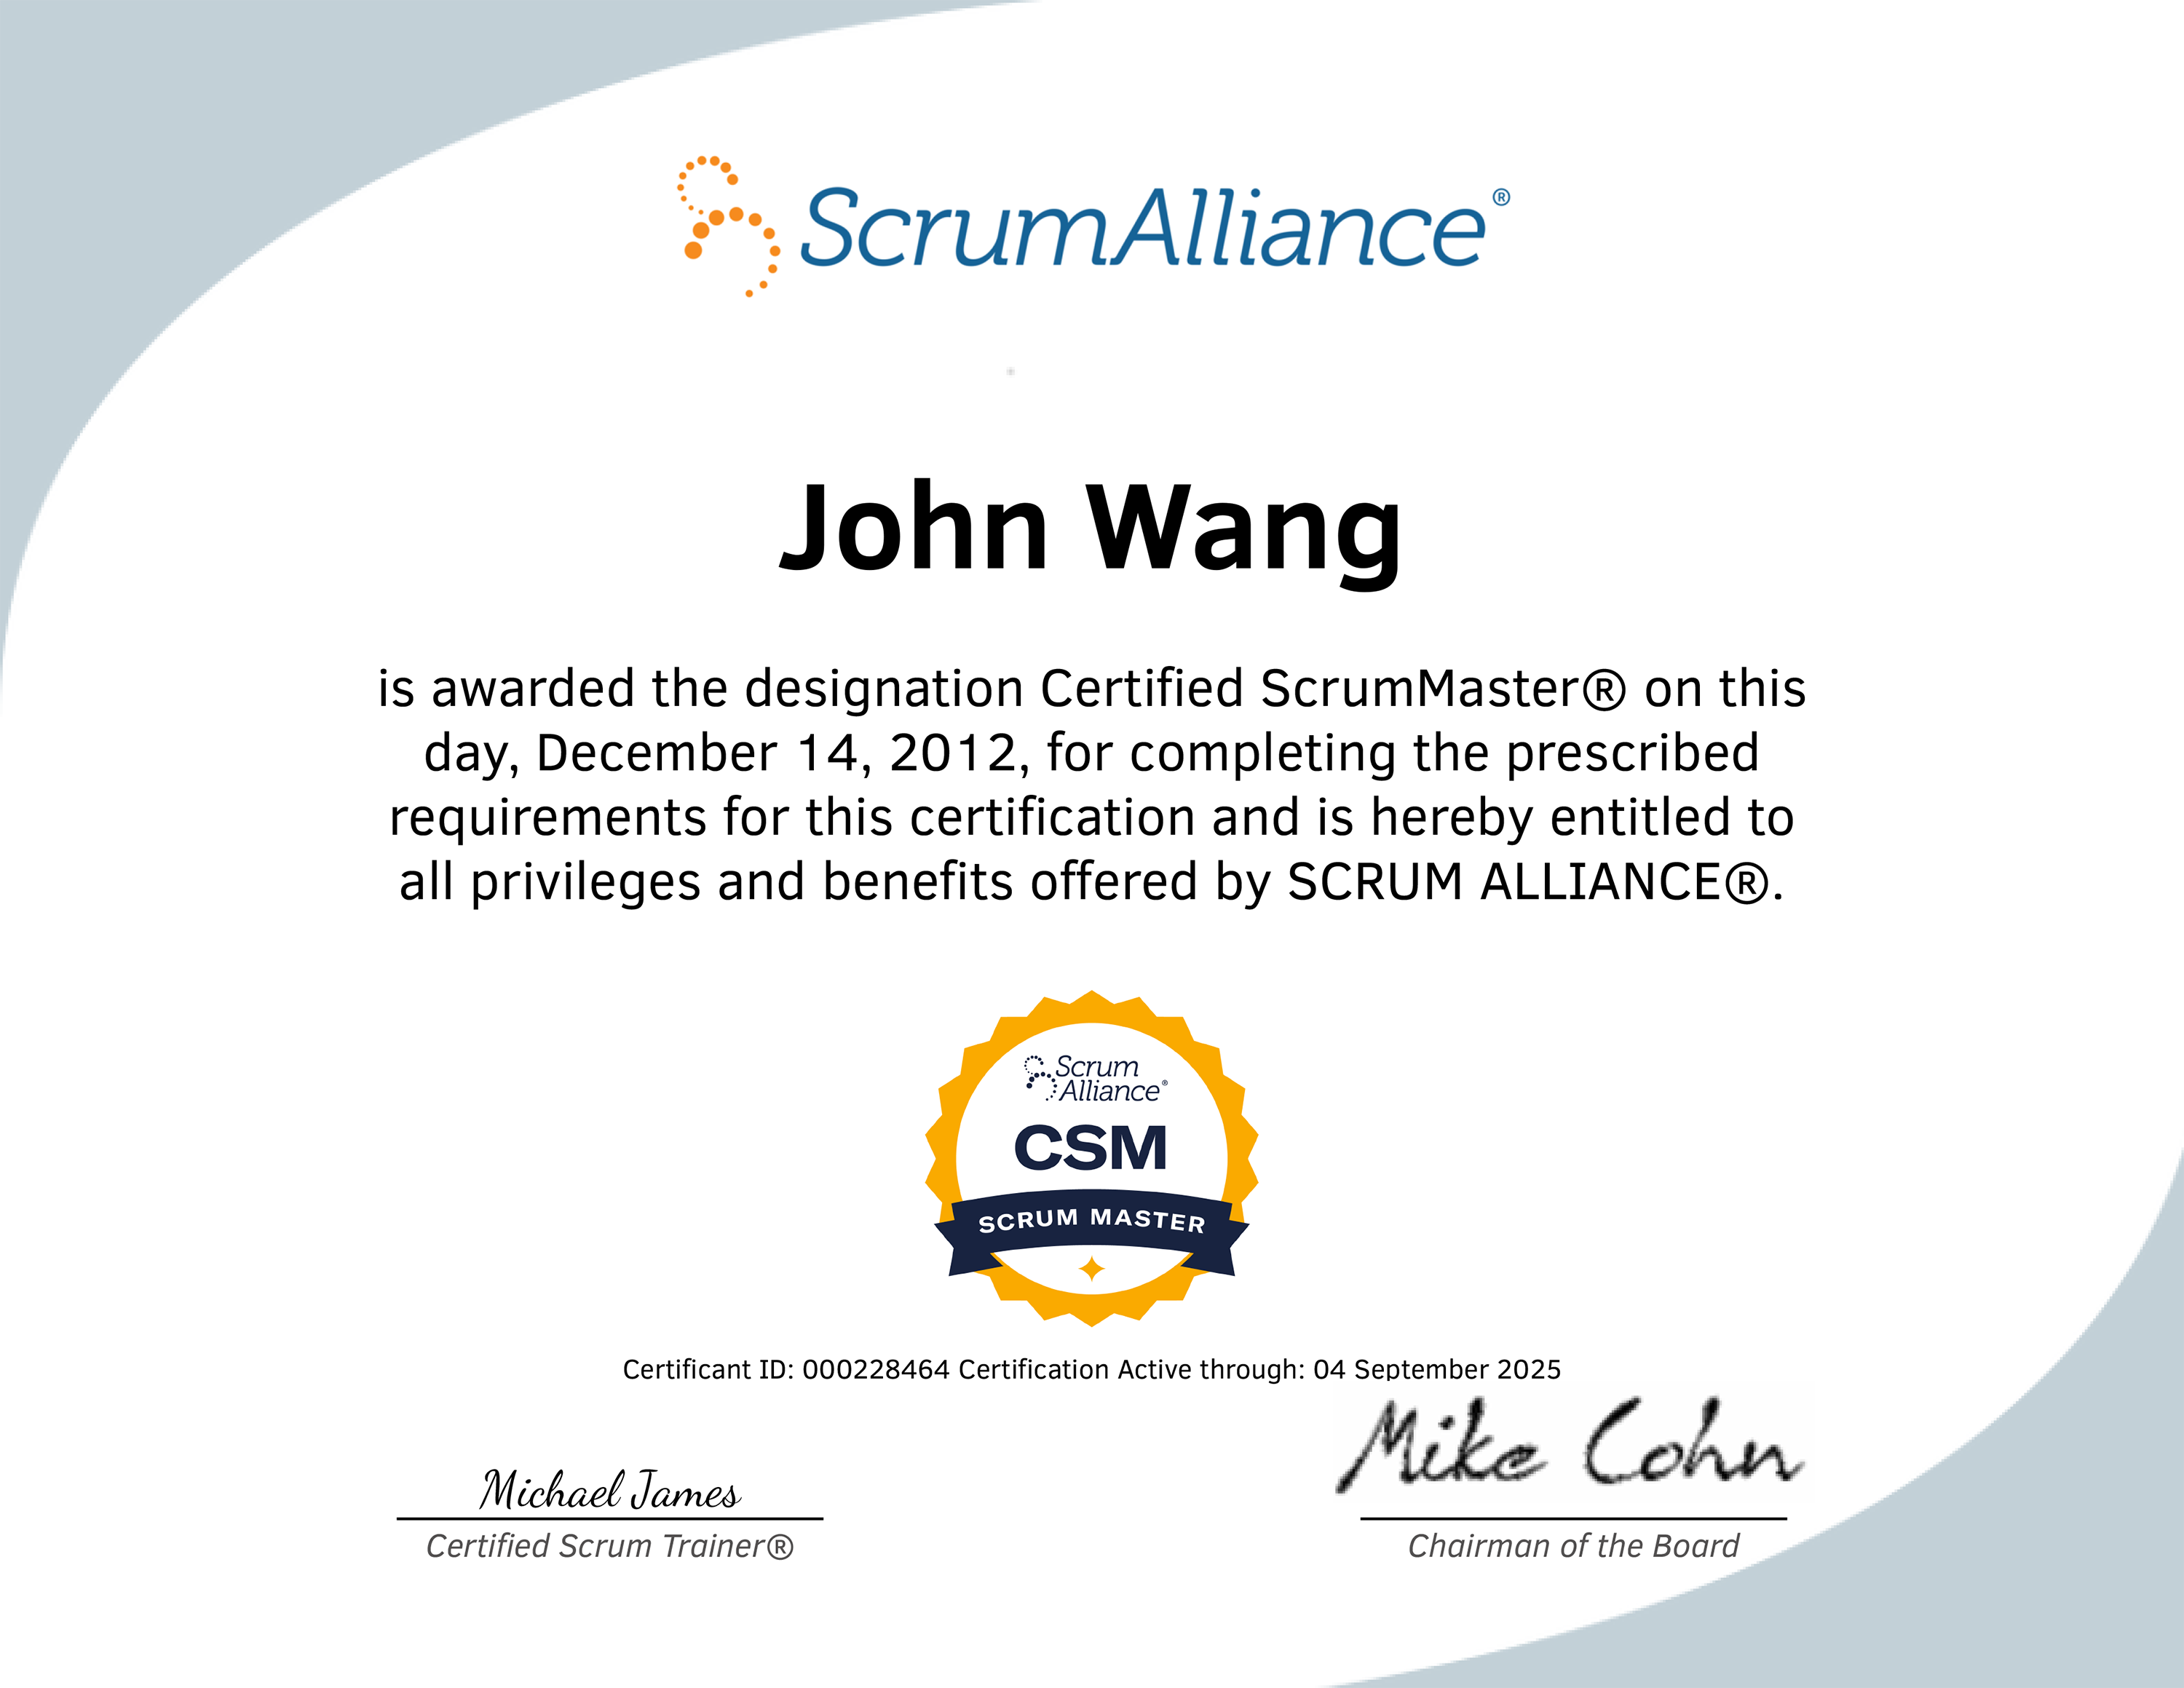 ScrumAlliance®
John Wang
is awarded the designation Certified ScrumMaster® on this
day, December 14, 2012, for completing the prescribed
requirements for this certification and is hereby entitled to
all privileges and benefits offered by SCRUM ALLIANCE®.
Scrum
Alliance®
CSM
SCRUM MASTER
Certificant ID: 000228464 Certification Active through: 04 September 2025
Michael James
Certified Scrum Trainer®
Mike Cohn
Chairman of the Board